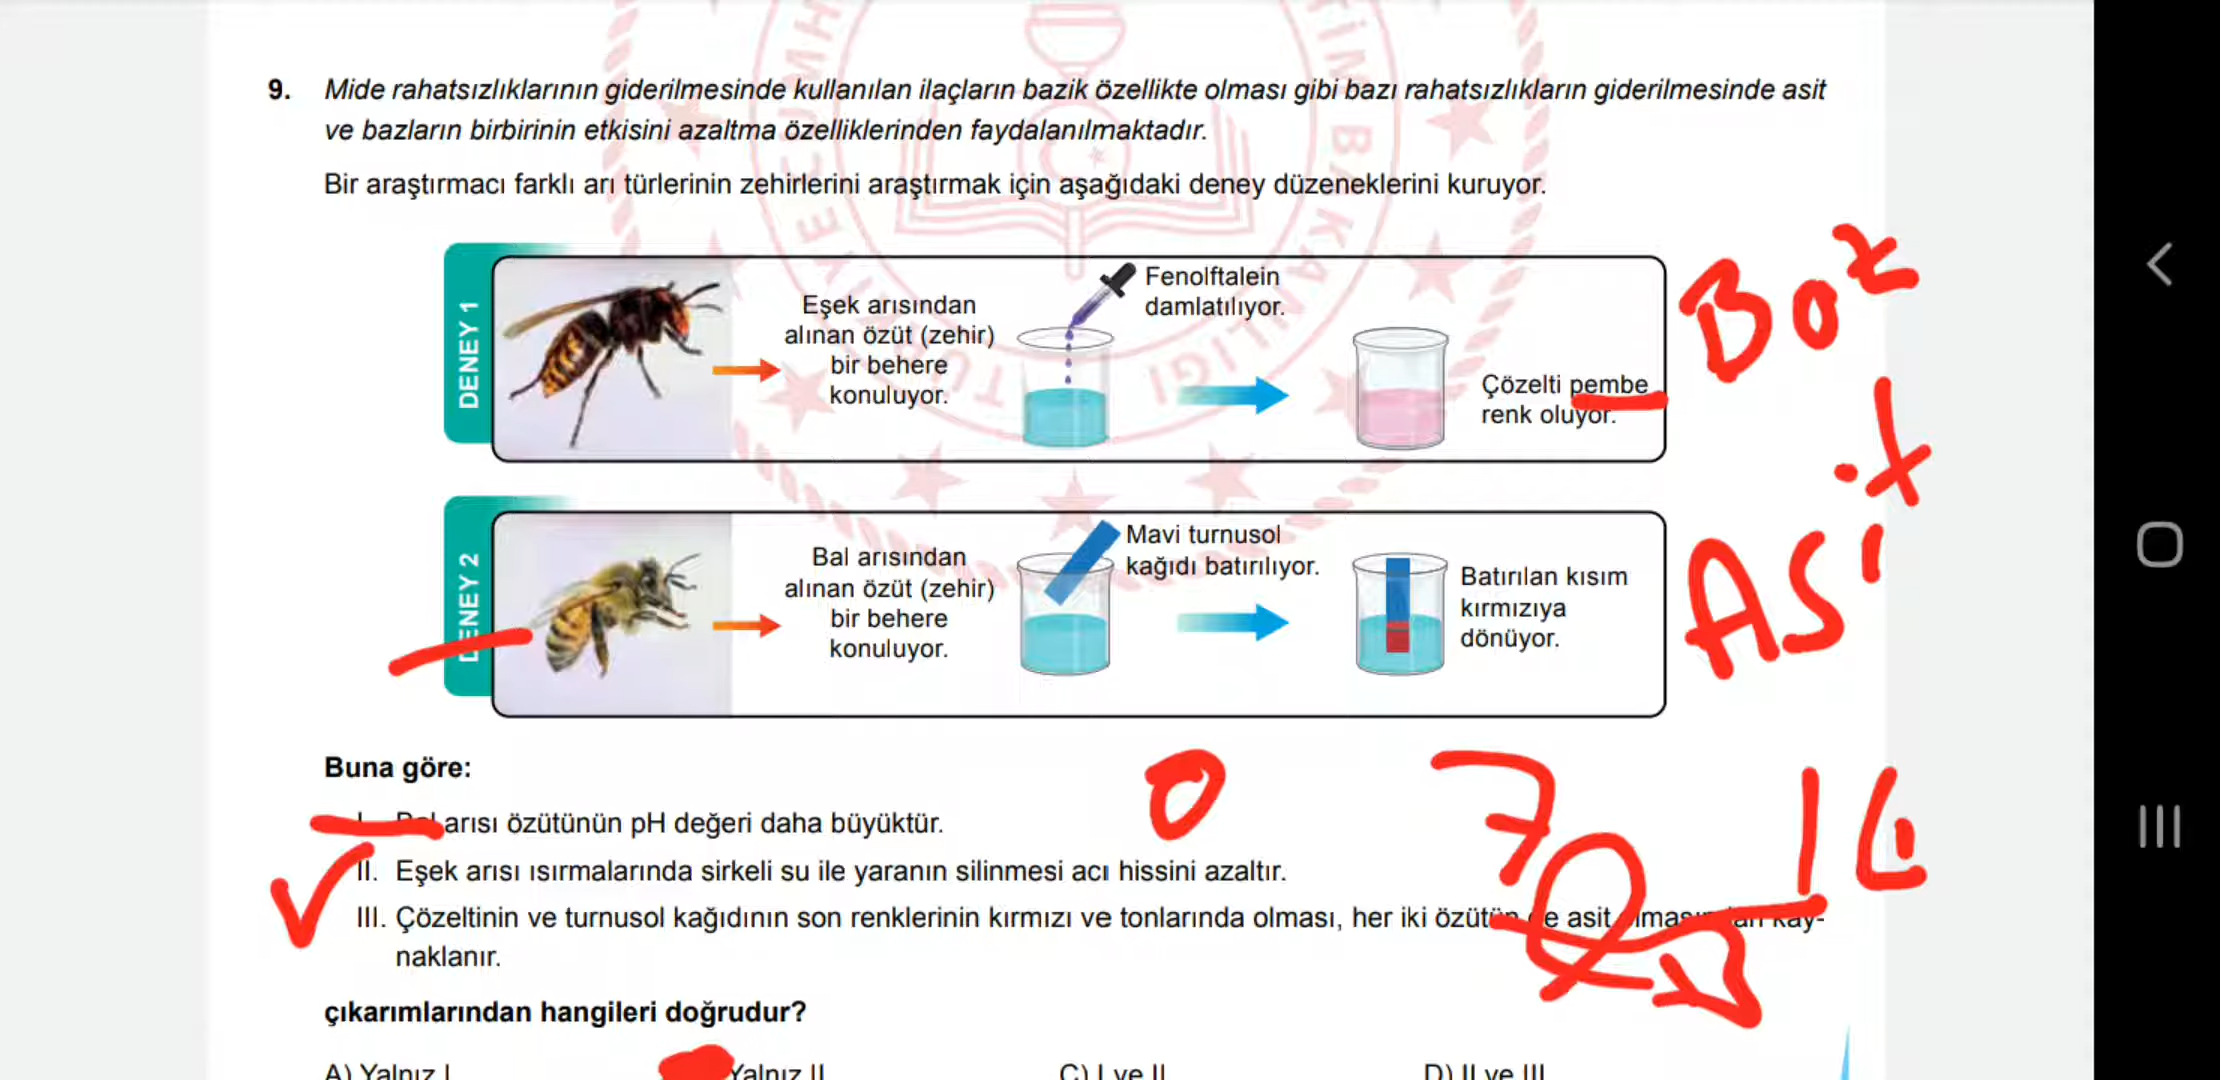 9. Mide rahatsızlıklarının giderilmesinde kullanılan ilaçların bazik özellikte olması gibi bazı rahatsızlıkların giderilmesinde asit
ve bazların birbirinin etkisini azaltma özelliklerinden faydalanılmaktadır.
Bir araştırmacı farklı arı türlerinin zehirlerini araştırmak için aşağıdaki deney düzeneklerini kuruyor.
DENEY 1
Eşek arısından
alınan özüt (zehir)
bir behere
konuluyor.
Fenolftalein
damlatılıyor.
Çözelti pembe
renk oluyor.
Baz
DENEY 2
Bal arısından
alınan özüt (zehir)
bir behere
konuluyor.
Mavi turnusol
kağıdı batırılıyor.
Batırılan kısım
kırmızıya
dönüyor.
Asit
Buna göre:
0 7 14
I. Bal arısı özütünün pH değeri daha büyüktür.
II. Eşek arısı ısırmalarında sirkeli su ile yaranın silinmesi acı hissini azaltır.
III. Çözeltinin ve turnusol kağıdının son renklerinin kırmızı ve tonlarında olması, her iki özütün de asit olmasından kay-
naklanır.
çıkarımlarından hangileri doğrudur?
A) Yalnız I Yalnız II C) I ve II D) II ve III